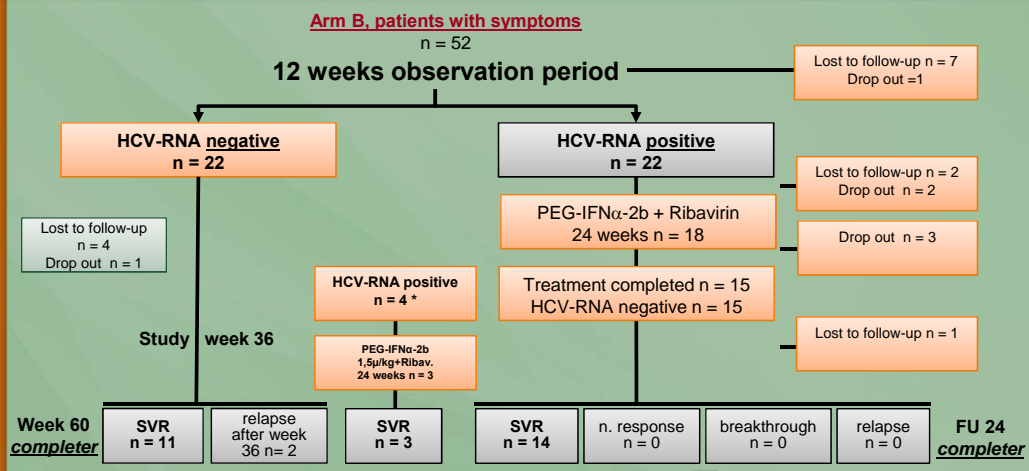 Arm B, patients with symptoms
n = 52
12 weeks observation period
Lost to follow-up n = 7
Drop out =1
HCV-RNA negative
n = 22
HCV-RNA positive
n = 22
Lost to follow-up n = 2
Drop out n = 2
PEG-IFNα-2b + Ribavirin
24 weeks n = 18
Lost to follow-up
n = 4
Drop out n = 1
Drop out n = 3
HCV-RNA positive
n = 4 *
Treatment completed n = 15
HCV-RNA negative n = 15
Study week 36
Lost to follow-up n = 1
PEG-IFNα-2b
1,5µ/kg+Ribav.
24 weeks n = 3
Week 60
completer
SVR
n = 11
relapse
after week
36 n= 2
SVR
n = 3
SVR
n = 14
n. response
n = 0
breakthrough
n = 0
relapse
n = 0
FU 24
completer